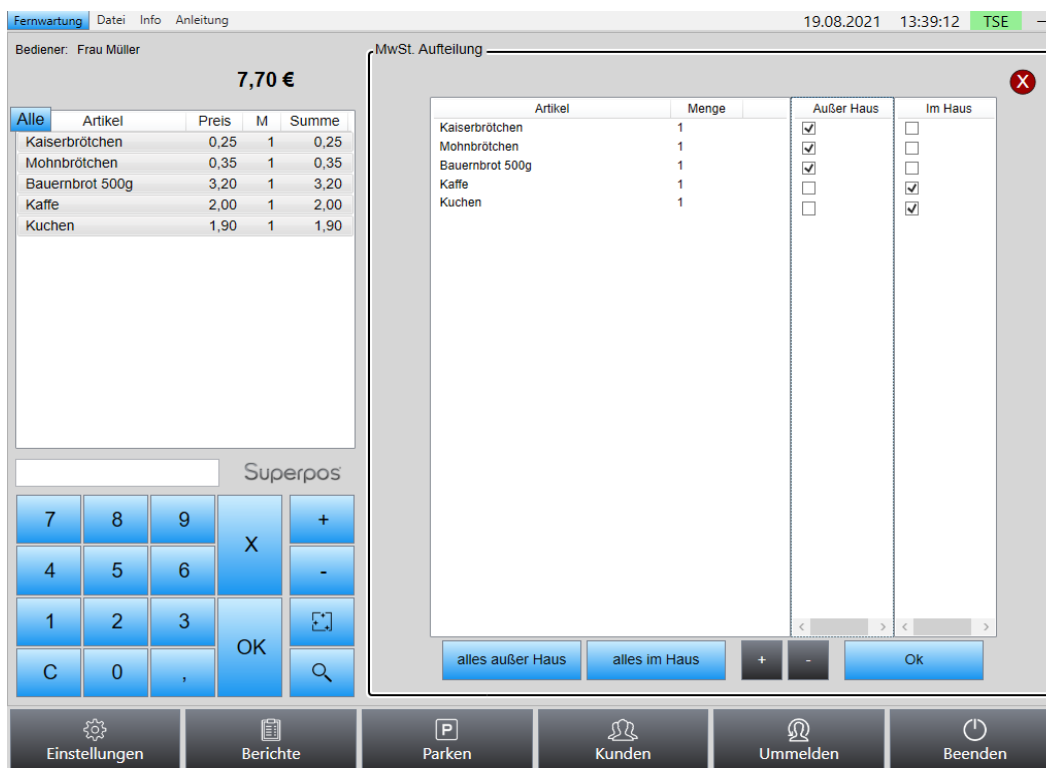 Fernwartung Datei Info Anleitung 19.08.2021 13:39:12 TSE
Bediener: Frau Müller
7,70 €
Alle Artikel Preis M Summe
Kaiserbrötchen 0,25 1 0,25
Mohnbrötchen 0,35 1 0,35
Bauernbrot 500g 3,20 1 3,20
Kaffe 2,00 1 2,00
Kuchen 1,90 1 1,90
Superpos
7 8 9 X +
4 5 6 -
1 2 3 OK
C 0 ,
MwSt. Aufteilung
X
Artikel Menge Außer Haus Im Haus
Kaiserbrötchen 1
Mohnbrötchen 1
Bauernbrot 500g 1
Kaffe 1
Kuchen 1
alles außer Haus alles im Haus + - Ok
Einstellungen Berichte P Parken Kunden Ummelden Beenden